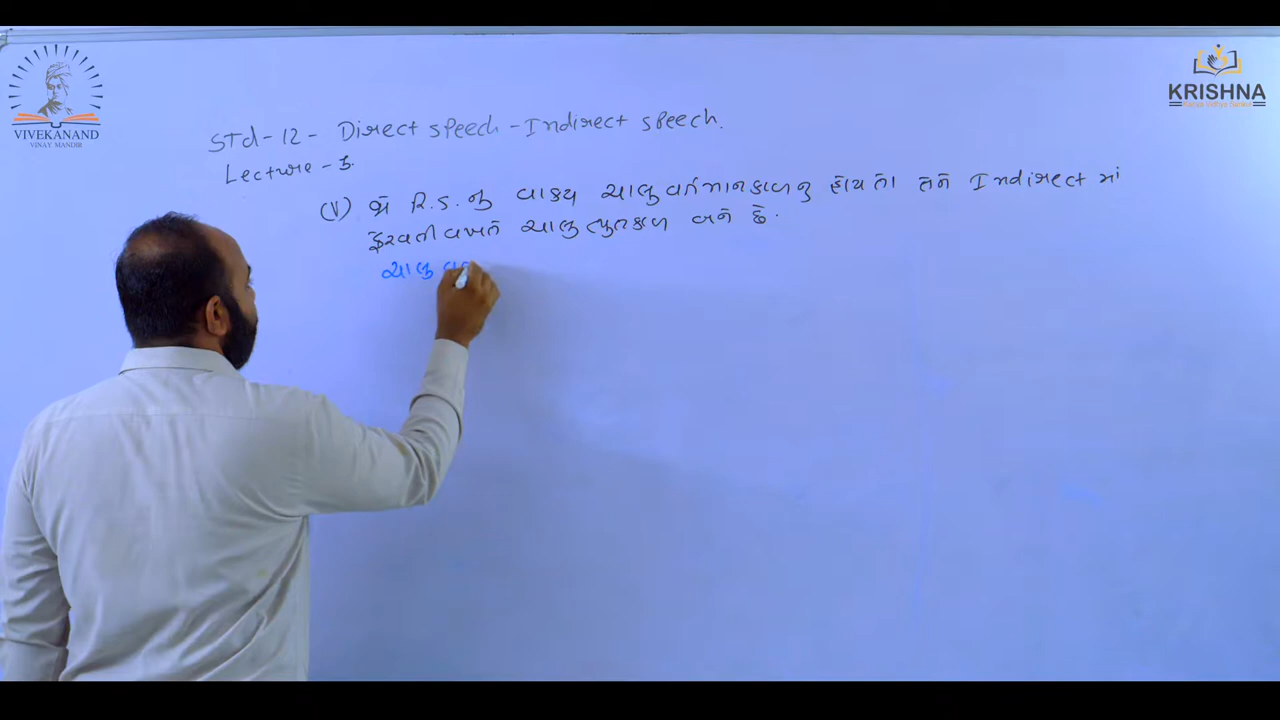 VIVEKANAND
VINAY MANDIR
KRISHNA
STd-12 - Direct speech - Indirect speech.
Lecture - 3.
(V) જો R.S. નુ વાક્ય ચાલુ વર્તમાનકાળનુ હોય તો તેને Indirect માં
ફેરવતી વખતે ચાલુ ભુતકાળ બને છે.
ચાલુ